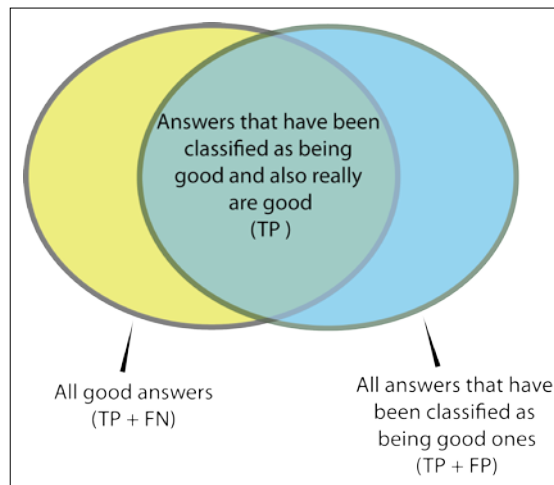 Answers that have been
classified as being
good and also really
are good
(TP )
All good answers
(TP + FN)
All answers that have
been classified as
being good ones
(TP + FP)